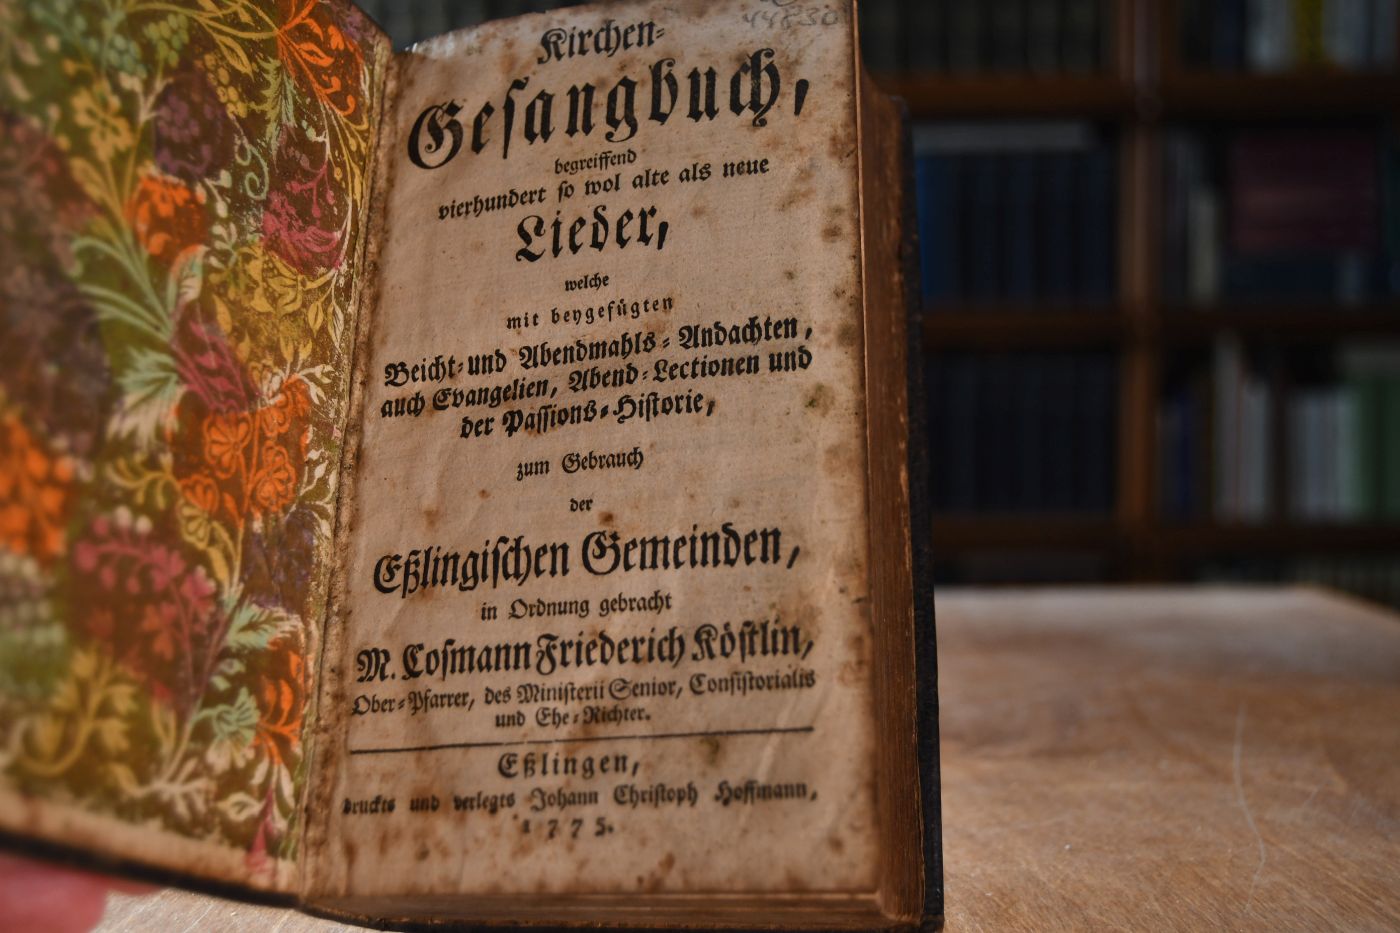 44830
Kirchen-
Geſangbuch,
begreiffend
vierhundert ſo wol alte als neue
Lieder,
welche
mit beygefügten
Beicht- und Abendmahls-Andachten,
auch Evangelien, Abend-Lectionen und
der Paſſions-Hiſtorie,
zum Gebrauch
der
Eßlingiſchen Gemeinden,
in Ordnung gebracht
M. Coſmann Friederich Köſtlin,
Ober-Pfarrer, des Miniſterii Senior, Conſiſtorialis
und Ehe-Richter.
Eßlingen,
druckts und verlegts Johann Chriſtoph Hoffmann,
1775.